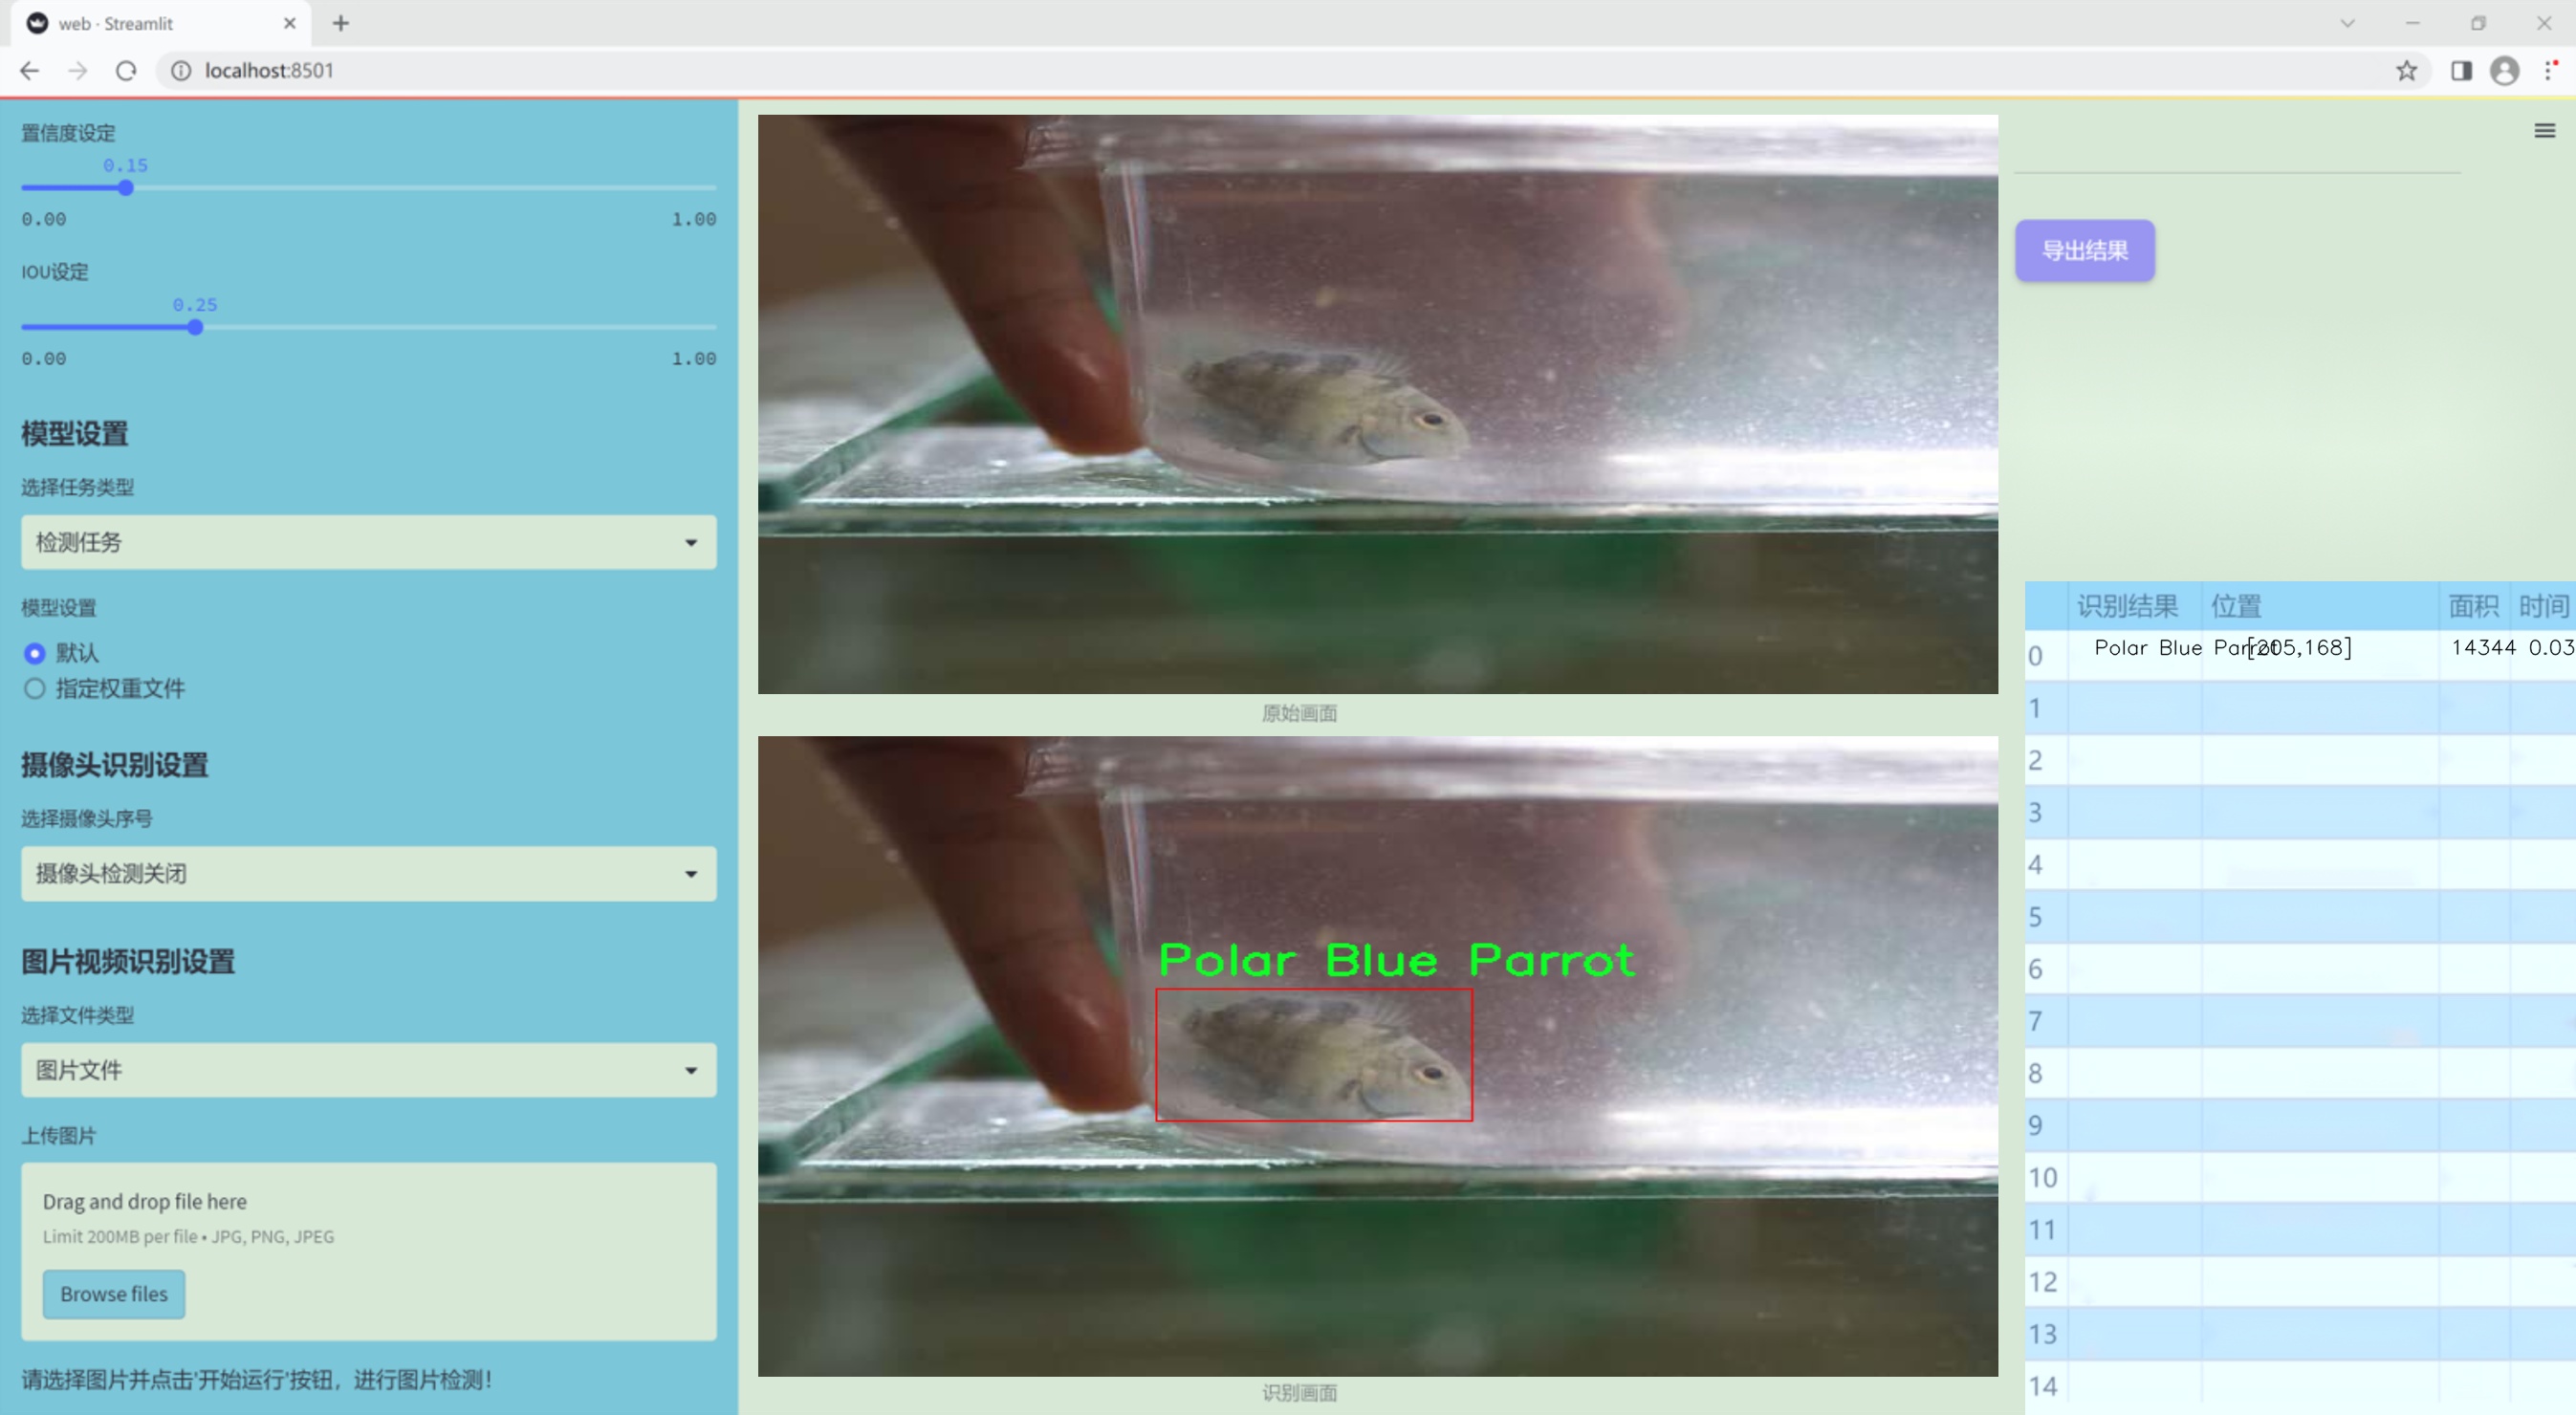 web · Streamlit
localhost:8501
置信度设定
0.15
0.00 1.00
IOU设定
0.25
0.00 1.00
模型设置
选择任务类型
检测任务
模型设置
默认
指定权重文件
摄像头识别设置
选择摄像头序号
摄像头检测关闭
图片视频识别设置
选择文件类型
图片文件
上传图片
Drag and drop file here
Limit 200MB per file • JPG, PNG, JPEG
Browse files
请选择图片并点击'开始运行'按钮，进行图片检测！
原始画面
Polar Blue Parrot
识别画面
导出结果
识别结果 位置 面积 时间
0 Polar Blue Parrot [205,168] 14344 0.03
1
2
3
4
5
6
7
8
9
10
11
12
13
14